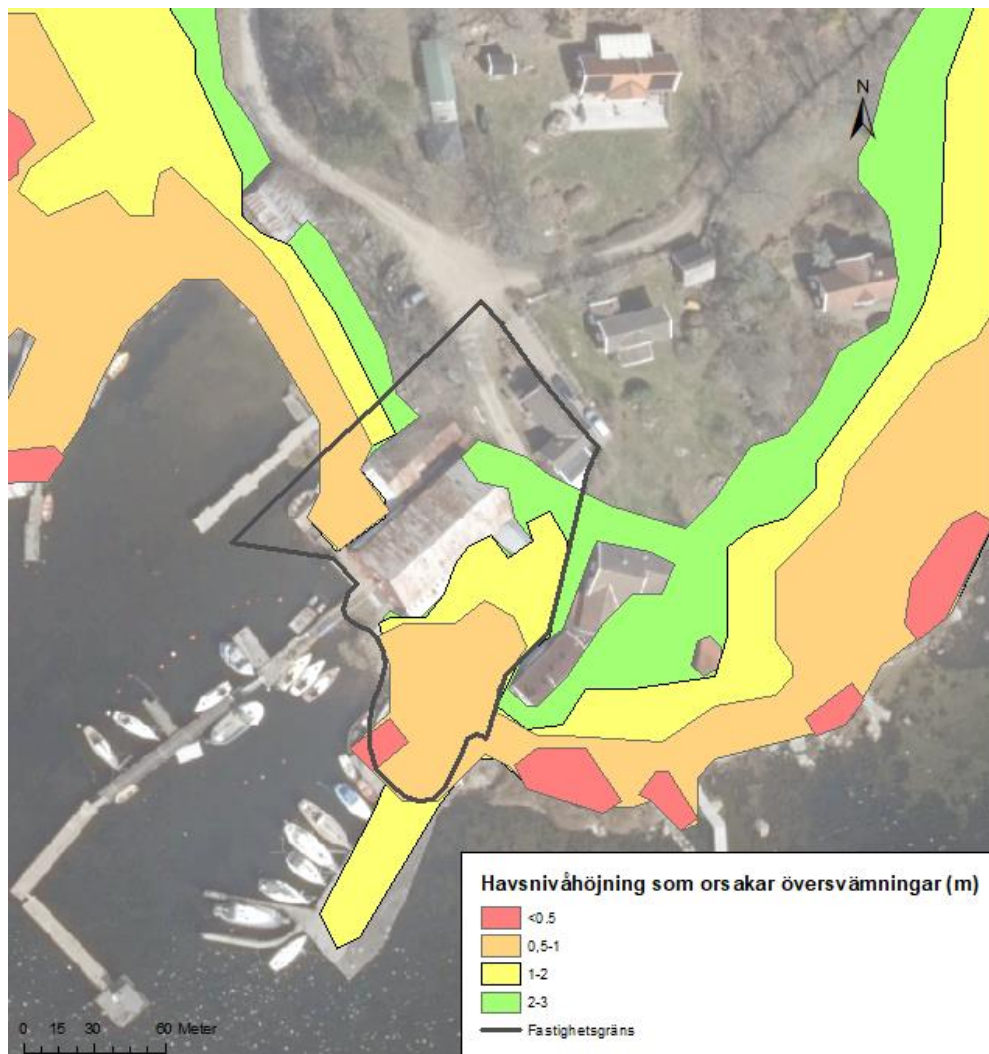 N
Havsnivåhöjning som orsakar översvämningar (m)
<0.5
0,5-1
1-2
2-3
Fastighetsgräns
0 15 30 60 Meter